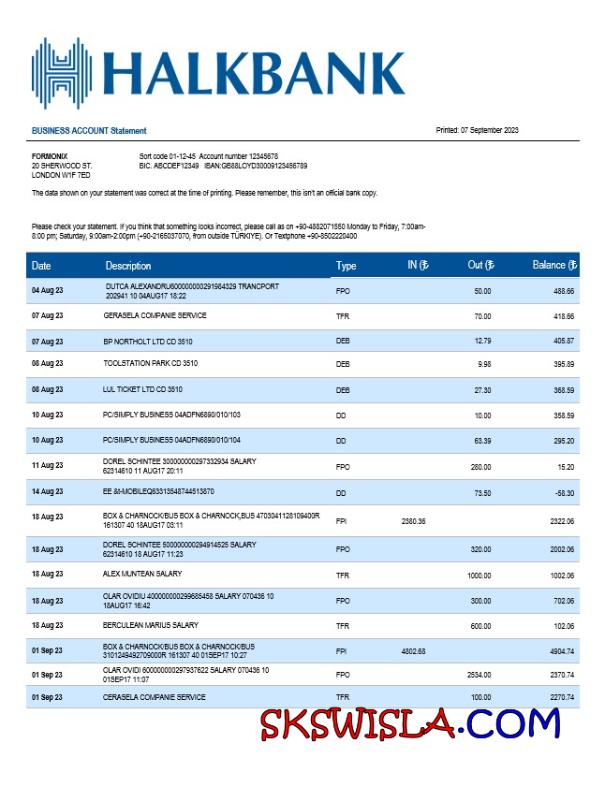 HALKBANK
BUSINESS ACCOUNT Statement
Printed: 07 September 2023
FORMONIX
Sort code 01-12-45 Account number 12345678
20 SHERWOOD ST.
BIC. ABCDEF12349 IBAN:GB88LOYD30009123456789
LONDON W1F 7ED
The data shown on your statement was correct at the time of printing. Please remember, this isn't an official bank copy.
Please check your statement. If you think that something looks incorrect, please call as on +90-4882071880 Monday to Friday, 7:00am-
8:00 pm; Saturday, 9:00am-2:00pm (+90-2165037070, from outside TÜRKIYE). Or Textphone +90-8502220400
Date Description Type IN (₺ Out (₺ Balance (₺
04 Aug 23 DUTCA ALEXANDRU600000000291984329 TRANCPORT
202941 10 04AUG17 18:22 FPO 50.00 488.66
07 Aug 23 GERASELA COMPANIE SERVICE TFR 70.00 418.66
07 Aug 23 BP NORTHOLT LTD CD 3510 DEB 12.79 405.87
08 Aug 23 TOOLSTATION PARK CD 3510 DEB 9.98 395.89
08 Aug 23 LUL TICKET LTD CD 3510 DEB 27.30 368.59
10 Aug 23 PC/SIMPLY BUSINESS 04ADFN6890/010/103 DD 10.00 358.59
10 Aug 23 PC/SIMPLY BUSINESS 04ADFN6890/010/104 DD 63.39 295.20
11 Aug 23 DOREL SCHINTEE 300000000297332934 SALARY
62314610 11 AUG17 20:11 FPO 280.00 15.20
14 Aug 23 EE &t-MOBILEQ63313548744513870 DD 73.50 -58.30
18 Aug 23 BOX & CHARNOCK/BUS BOX & CHARNOCK,BUS 4703041128109400R
161307 40 18AUG17 03:11 FPI 2380.36 2322.06
18 Aug 23 DOREL SCHINTEE 500000000294914525 SALARY
62314610 18 AUG17 11:23 FPO 320.00 2002.06
18 Aug 23 ALEX MUNTEAN SALARY TFR 1000.00 1002.06
18 Aug 23 OLAR OVIDIU 400000000299685458 SALARY 070436 10
18AUG17 16:42 FPO 300.00 702.06
18 Aug 23 BERCULEAN MARIUS SALARY TFR 600.00 102.06
01 Sep 23 BOX & CHARNOCK/BUS BOX & CHARNOCK/BUS
3101249492709000R 161307 40 01SEP17 10:27 FPI 4802.68 4904.74
01 Sep 23 OLAR OVIDI 600000000297937622 SALARY 070436 10
01SEP17 11:07 FPO 2534.00 2370.74
01 Sep 23 CERASELA COMPANIE SERVICE TFR 100.00 2270.74
SKSWISLA.COM